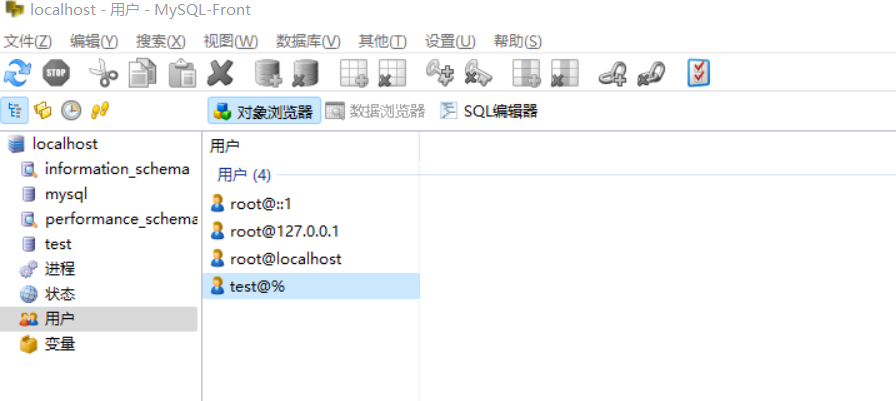 localhost - 用户 - MySQL-Front
文件(Z) 编辑(Y) 搜索(X) 视图(W) 数据库(V) 其他(T) 设置(U) 帮助(S)
STOP
对象浏览器 数据浏览器 SQL编辑器
localhost
information_schema
mysql
performance_schema
test
进程
状态
用户
变量
用户
用户 (4)
root@::1
root@127.0.0.1
root@localhost
test@%